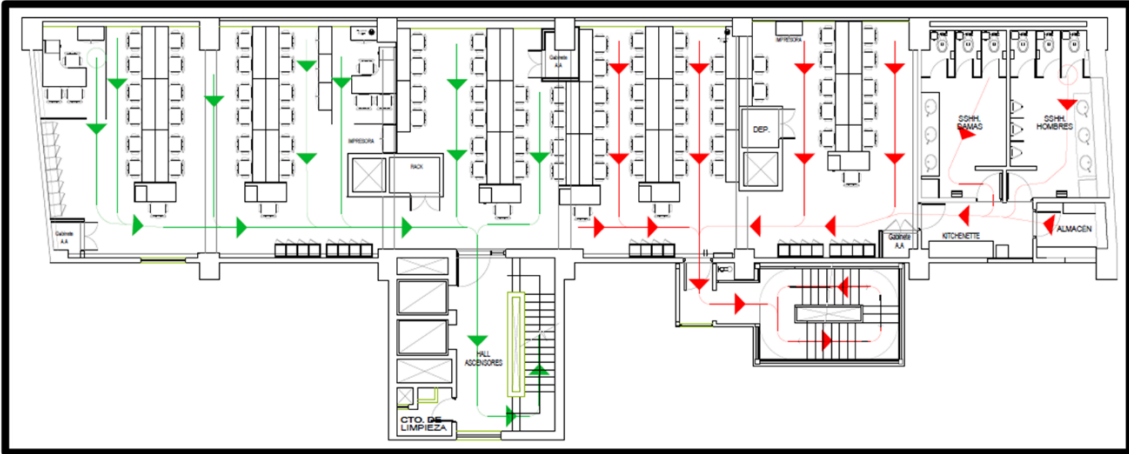 Gabinete
A.A
IMPRESORA
DEP.
IMPRESORA
RACK
SSHH.
DAMAS
SSHH.
HOMBRES
Gabinete
A.A
Gabinete
A.A
KITCHENETTE
ALMACEN
HALL
ASCENSORES
CTO. DE
LIMPIEZA